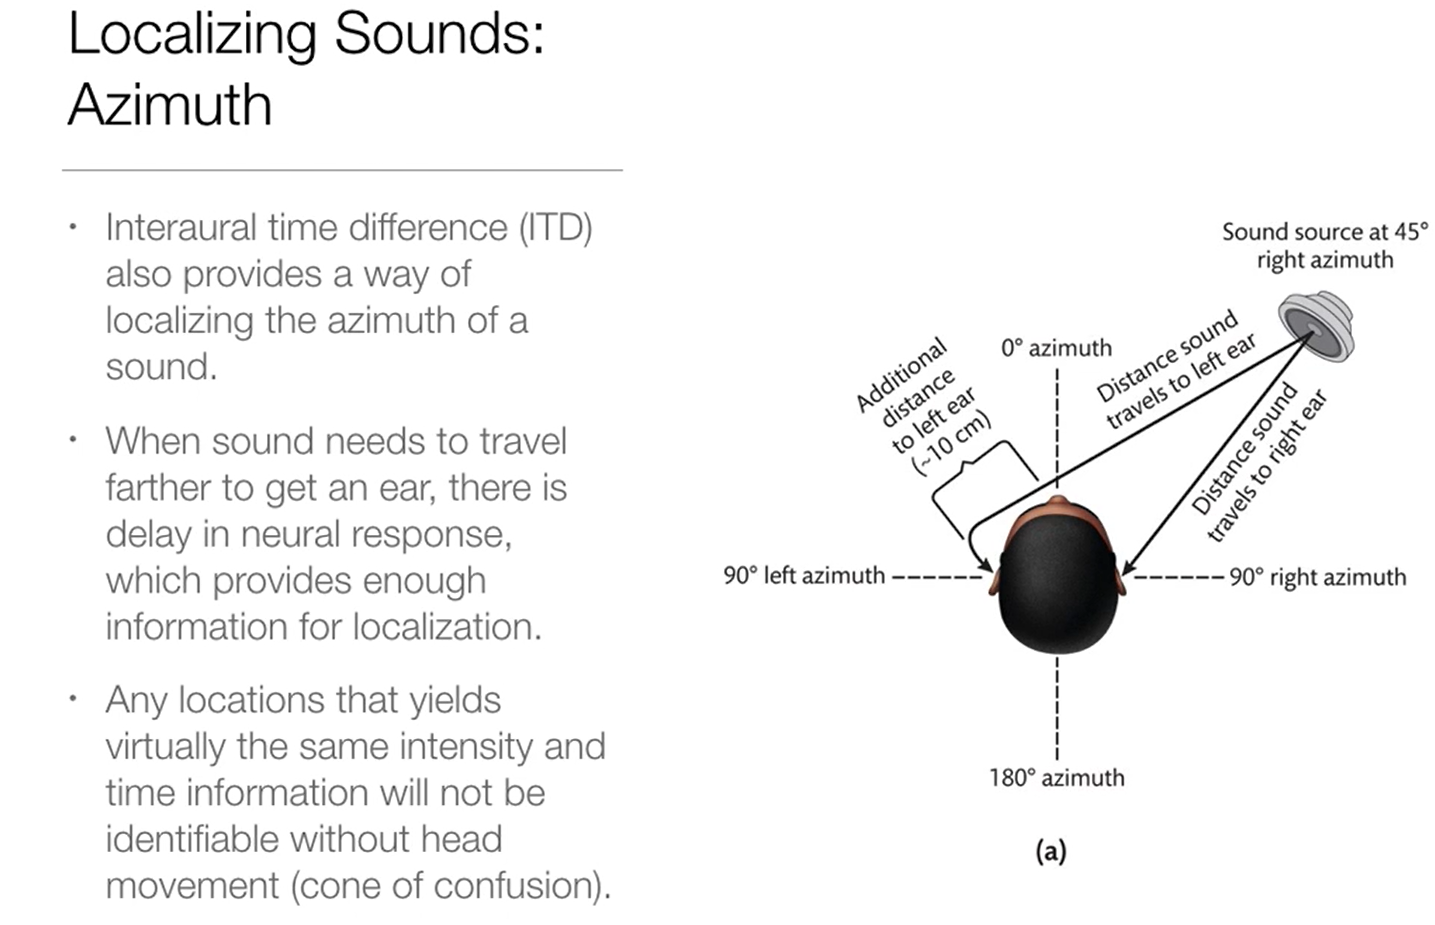 Localizing Sounds:
Azimuth
• Interaural time difference (ITD)
also provides a way of
localizing the azimuth of a
sound.
• When sound needs to travel
farther to get an ear, there is
delay in neural response,
which provides enough
information for localization.
• Any locations that yields
virtually the same intensity and
time information will not be
identifiable without head
movement (cone of confusion).
Sound source at 45°
right azimuth
0° azimuth
Additional
distance
to left ear
(~10 cm)
Distance sound
travels to left ear
Distance sound
travels to right ear
90° left azimuth
90° right azimuth
180° azimuth
(a)